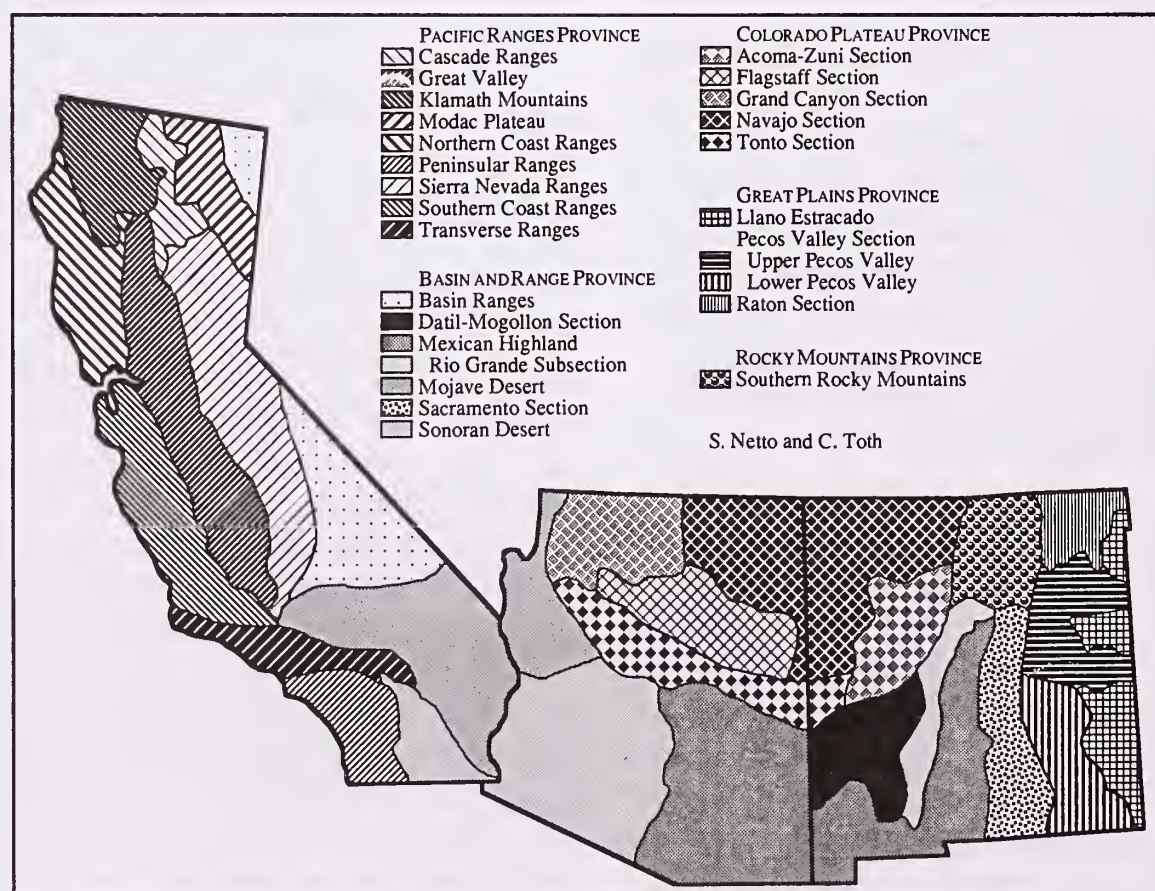 PACIFIC RANGES PROVINCE
Cascade Ranges
Great Valley
Klamath Mountains
Modac Plateau
Northern Coast Ranges
Peninsular Ranges
Sierra Nevada Ranges
Southern Coast Ranges
Transverse Ranges
BASIN AND RANGE PROVINCE
Basin Ranges
Datil-Mogollon Section
Mexican Highland
Rio Grande Subsection
Mojave Desert
Sacramento Section
Sonoran Desert
COLORADO PLATEAU PROVINCE
Acoma-Zuni Section
Flagstaff Section
Grand Canyon Section
Navajo Section
Tonto Section
GREAT PLAINS PROVINCE
Llano Estracado
Pecos Valley Section
Upper Pecos Valley
Lower Pecos Valley
Raton Section
ROCKY MOUNTAINS PROVINCE
Southern Rocky Mountains
S. Netto and C. Toth